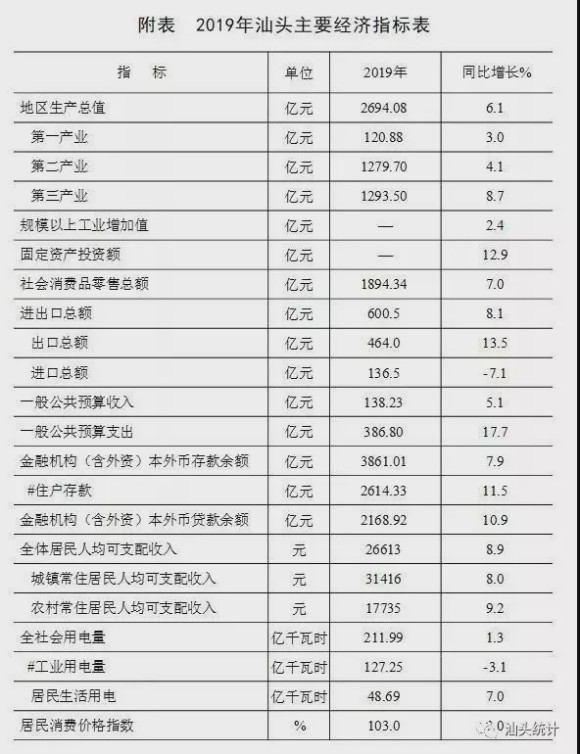 附表 2019年汕头主要经济指标表
指 标 单位 2019年 同比增长%
地区生产总值 亿元 2694.08 6.1
第一产业 亿元 120.88 3.0
第二产业 亿元 1279.70 4.1
第三产业 亿元 1293.50 8.7
规模以上工业增加值 亿元 — 2.4
固定资产投资额 亿元 — 12.9
社会消费品零售总额 亿元 1894.34 7.0
进出口总额 亿元 600.5 8.1
出口总额 亿元 464.0 13.5
进口总额 亿元 136.5 -7.1
一般公共预算收入 亿元 138.23 5.1
一般公共预算支出 亿元 386.80 17.7
金融机构（含外资）本外币存款余额 亿元 3861.01 7.9
#住户存款 亿元 2614.33 11.5
金融机构（含外资）本外币贷款余额 亿元 2168.92 10.9
全体居民人均可支配收入 元 26613 8.9
城镇常住居民人均可支配收入 元 31416 8.0
农村常住居民人均可支配收入 元 17735 9.2
全社会用电量 亿千瓦时 211.99 1.3
#工业用电量 亿千瓦时 127.25 -3.1
居民生活用电 亿千瓦时 48.69 7.0
居民消费价格指数 % 103.0
汕头统计